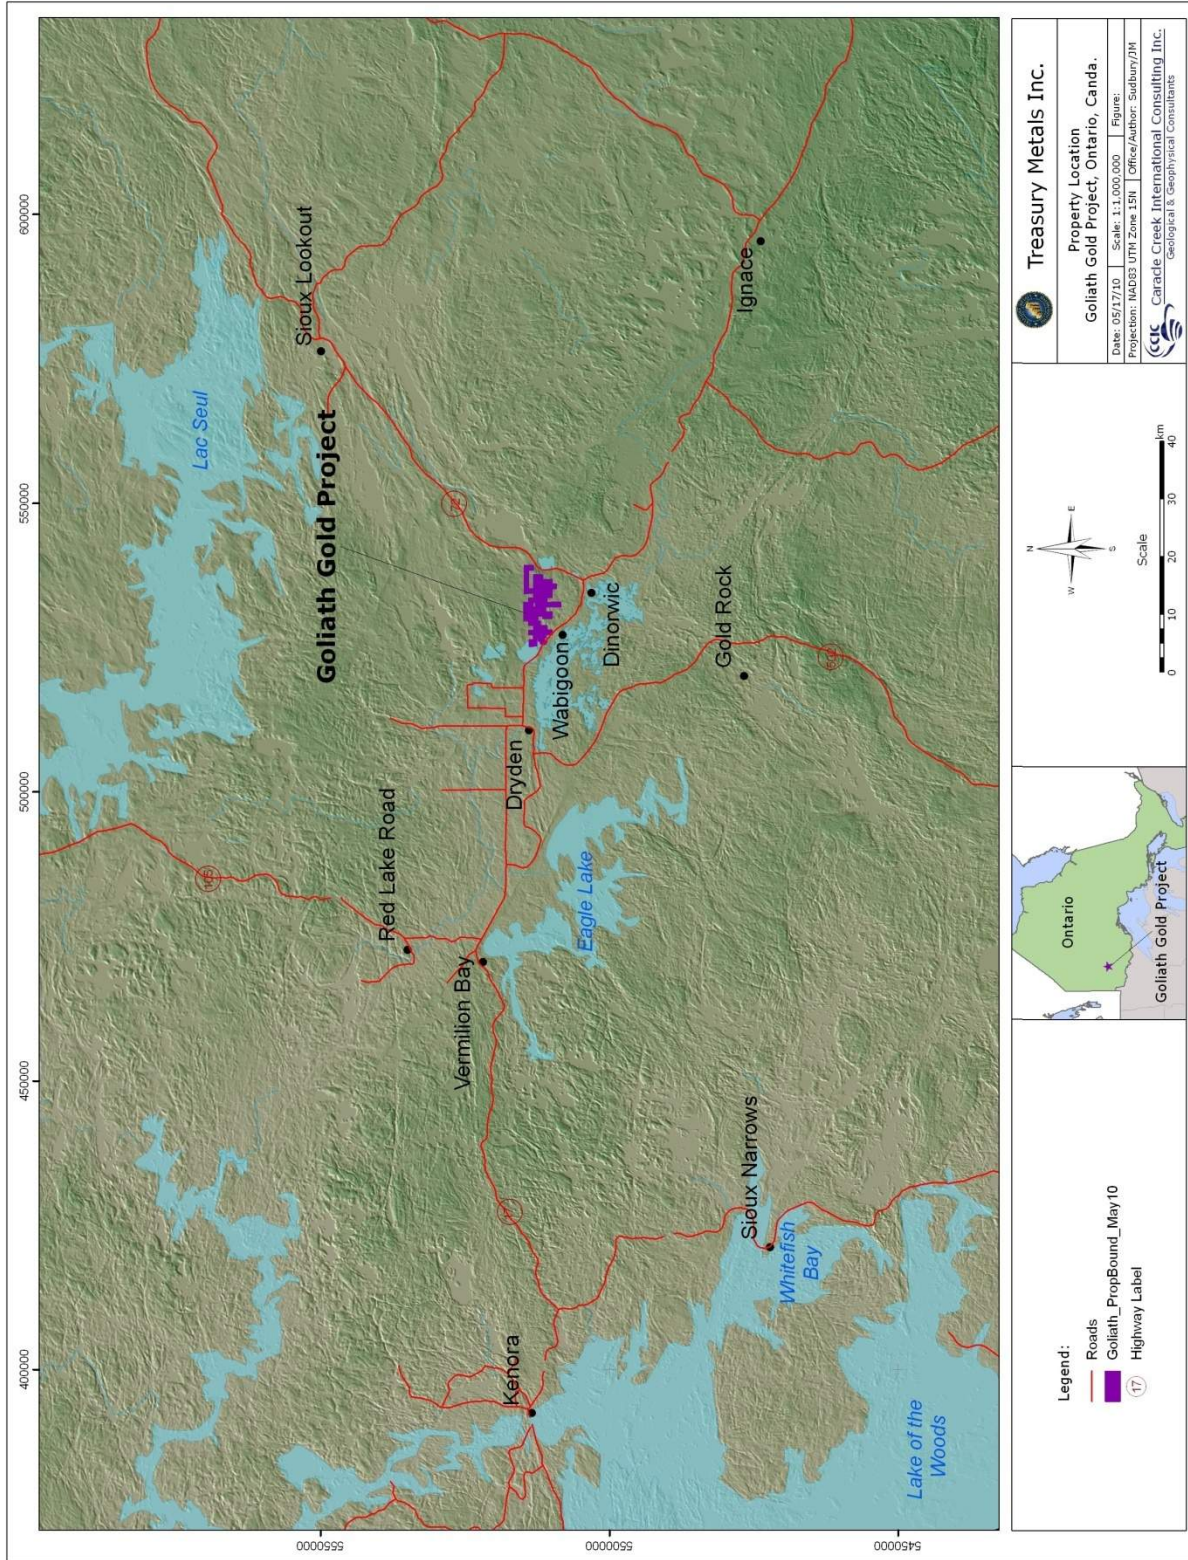 400000
450000
500000
550000
600000
5550000
5500000
5450000
Lac Seul
Sioux Lookout
Goliath Gold Project
105
Red Lake Road
72
Vermilion Bay
Dryden
Wabigoon
Dinorwic
Eagle Lake
Kenora
17
Gold Rock
Ignace
Sioux Narrows
Whitefish
Bay
Lake of the
Woods
Legend:
Roads
Goliath_PropBound_May10
17
Highway Label
Ontario
Goliath Gold Project
N
W
E
S
Scale
0
10
20
30
40
km
Treasury Metals Inc.
Property Location
Goliath Gold Project, Ontario, Canda.
Date: 05/17/10
Scale: 1:1,000,000
Figure:
Projection: NAD83 UTM Zone 15N
Office/Author: Sudbury/JM
CCIC
Caracle Creek International Consulting Inc.
Geological & Geophysical Consultants